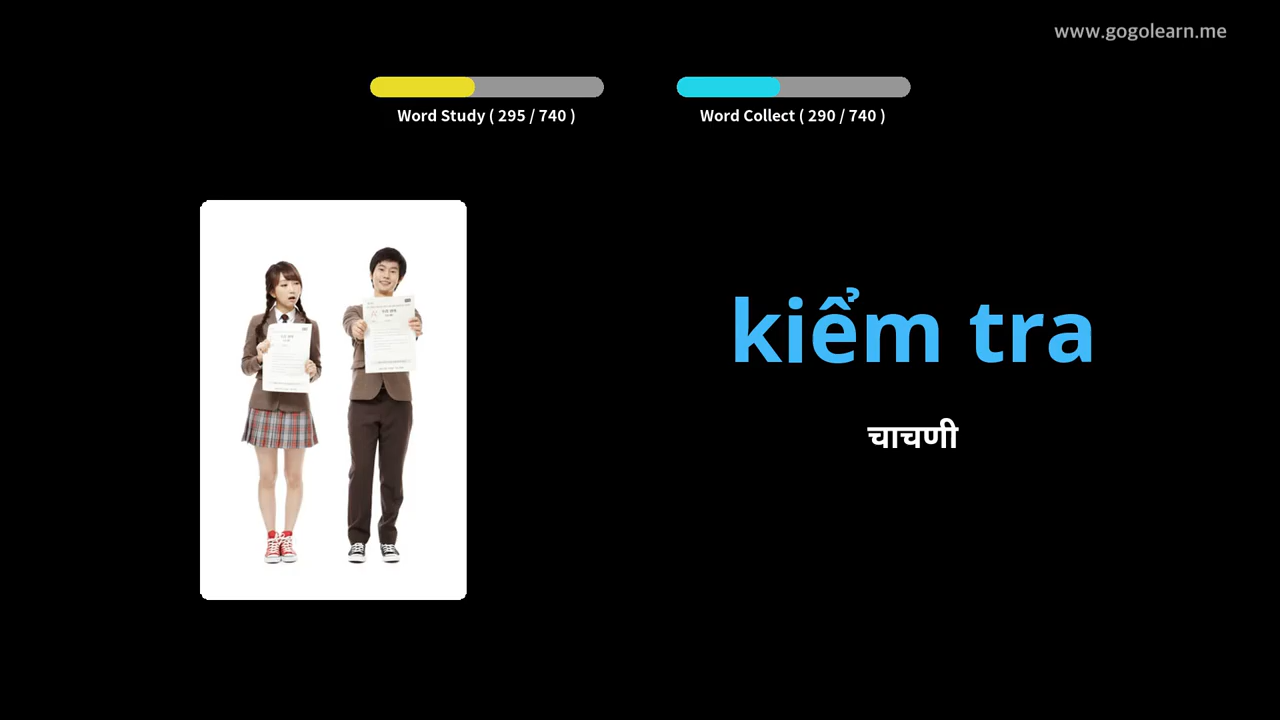 www.gogolearn.me
Word Study ( 295 / 740 )
Word Collect ( 290 / 740 )
kiểm tra
चाचणी